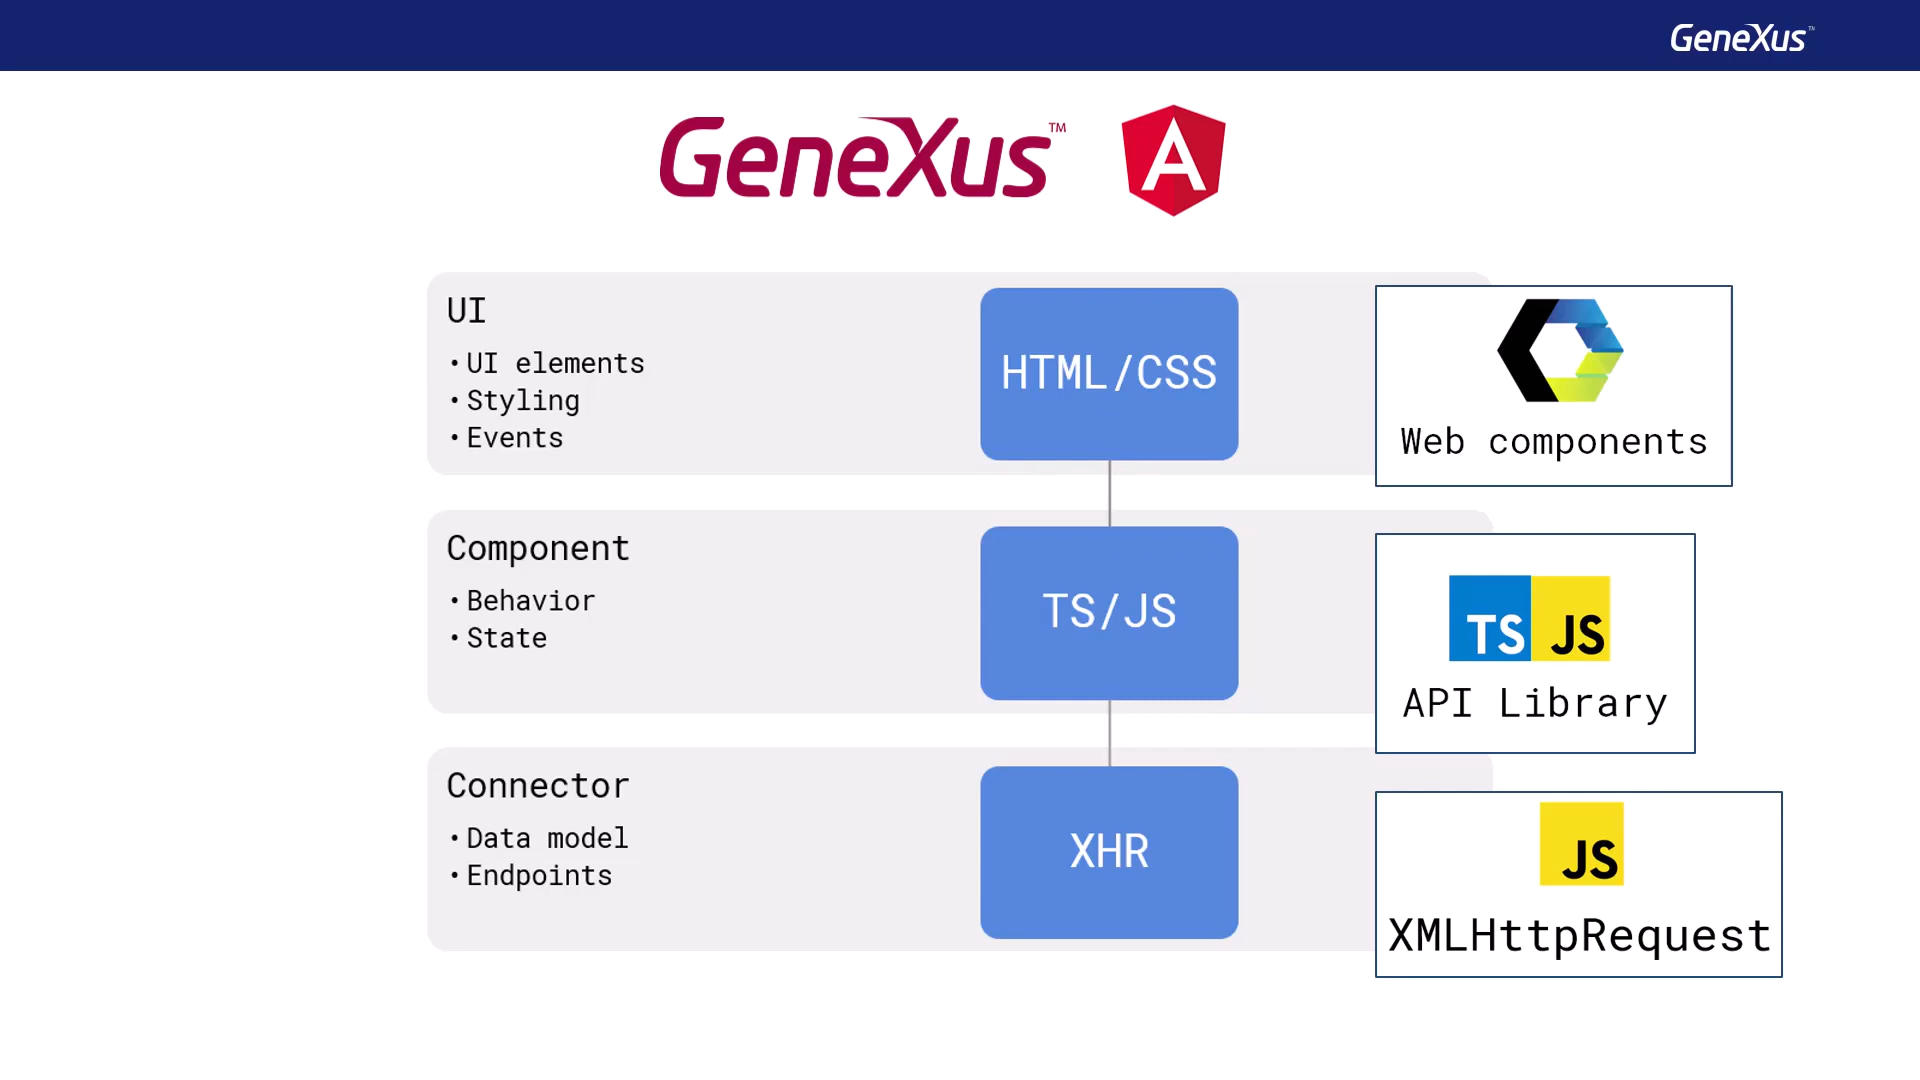 GeneXus™
GeneXus™
A
UI
• UI elements
• Styling
• Events
HTML/CSS
Web components
Component
• Behavior
• State
TS/JS
TS JS
API Library
Connector
• Data model
• Endpoints
XHR
JS
XMLHttpRequest